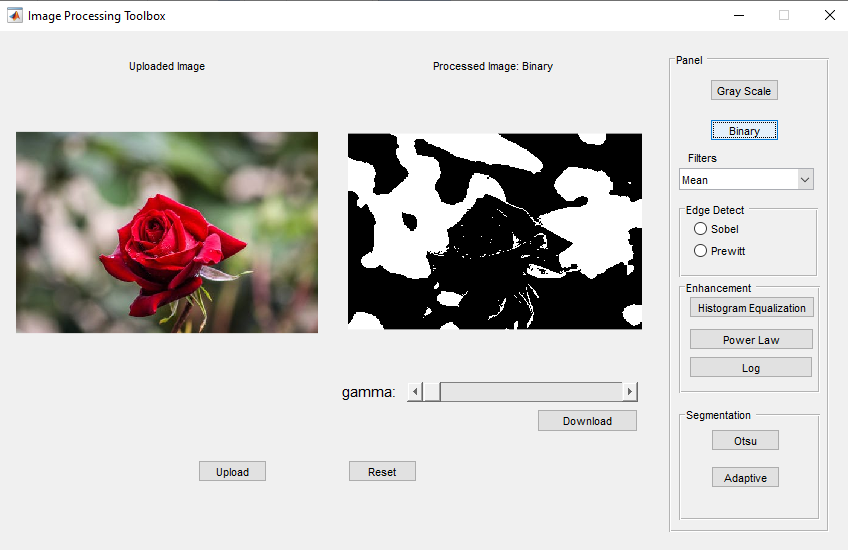 Image Processing Toolbox
Uploaded Image
Processed Image: Binary
Panel
Gray Scale
Binary
Filters
Mean
Edge Detect
Sobel
Prewitt
Enhancement
Histogram Equalization
Power Law
Log
gamma:
Download
Segmentation
Otsu
Adaptive
Upload
Reset